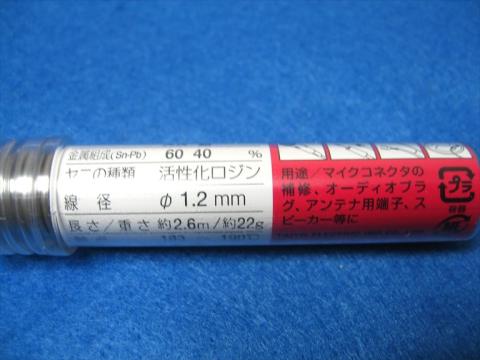 金属組成(Sn-Pb) 60 40 %
ヤニの種類 活性化ロジン
線 径 φ1.2mm
長さ/重さ 約2.6m/約22g
用途/マイクコネクタの
補修、オーディオプラ
グ、アンテナ用端子、ス
ピーカー等に
プラ